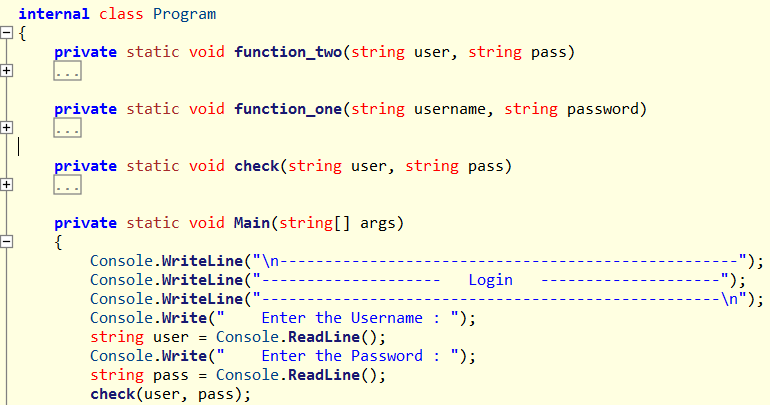 internal class Program
{
    private static void function_two(string user, string pass)
    ...
    private static void function_one(string username, string password)
    ...
    private static void check(string user, string pass)
    ...
    private static void Main(string[] args)
    {
        Console.WriteLine("\n---------------------------------------------------");
        Console.WriteLine("--------------------   Login   --------------------");
        Console.WriteLine("---------------------------------------------------\n");
        Console.Write("    Enter the Username : ");
        string user = Console.ReadLine();
        Console.Write("    Enter the Password : ");
        string pass = Console.ReadLine();
        check(user, pass);